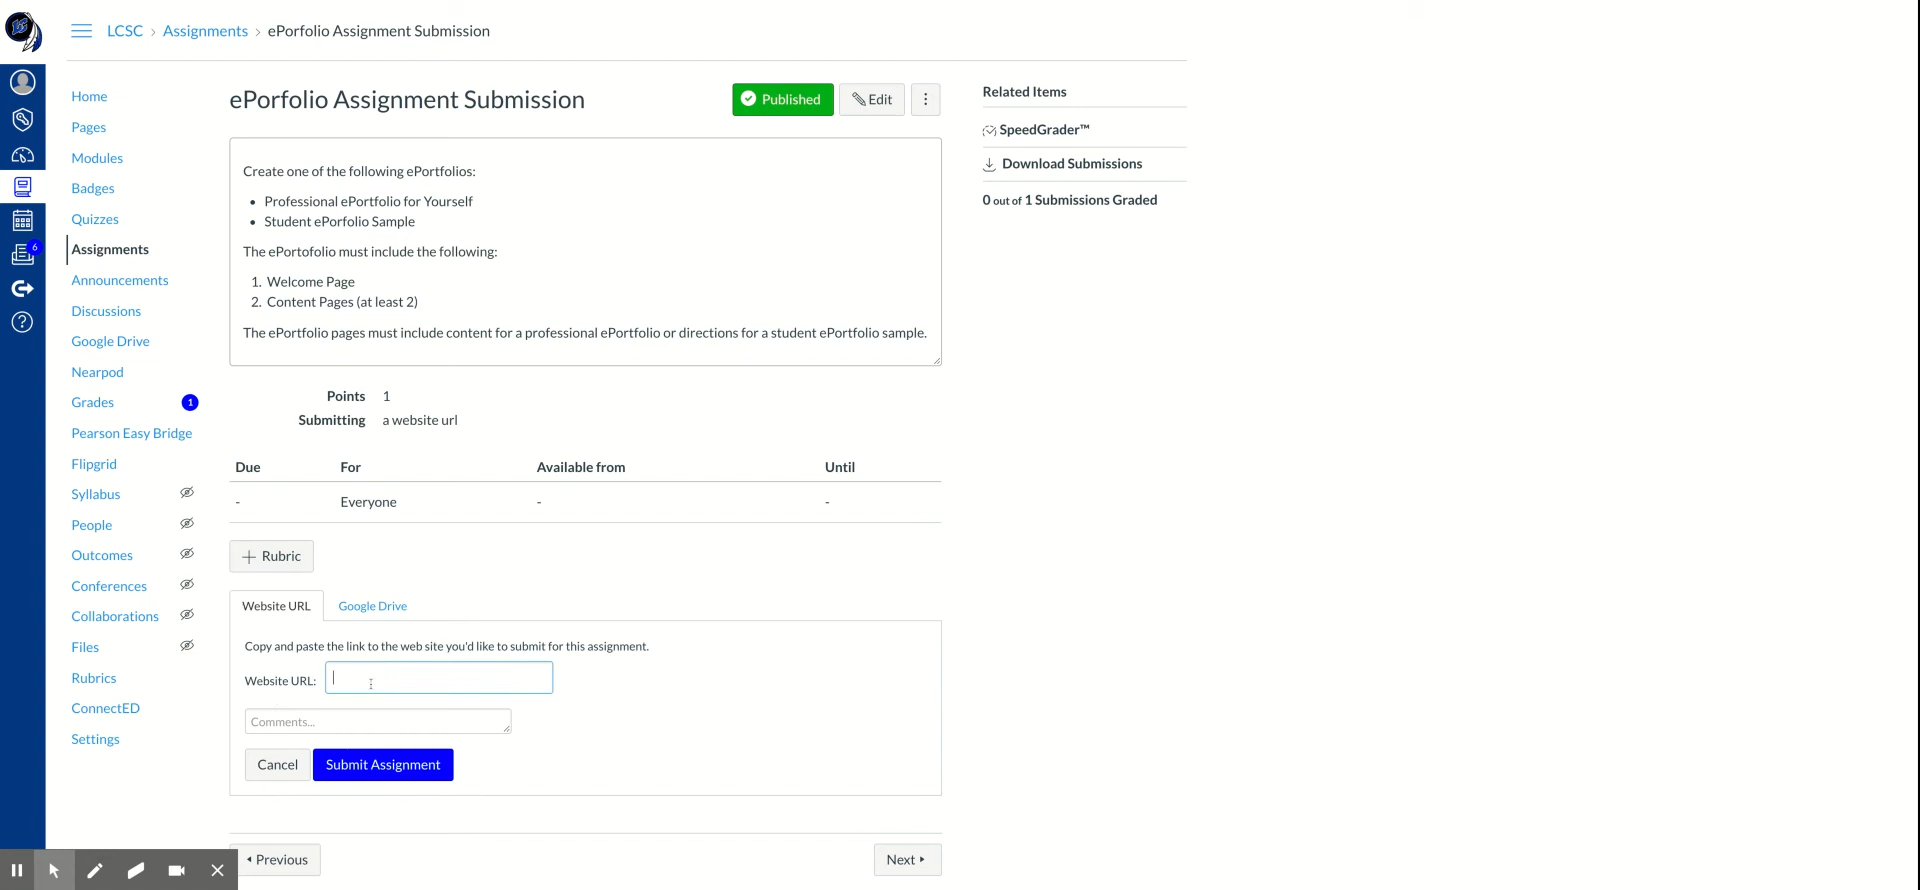 LCSC › Assignments › ePorfolio Assignment Submission
Home
Pages
Modules
Badges
Quizzes
Assignments
Announcements
Discussions
Google Drive
Nearpod
Grades 1
Pearson Easy Bridge
Flipgrid
Syllabus
People
Outcomes
Conferences
Collaborations
Files
Rubrics
ConnectED
Settings
6
ePorfolio Assignment Submission
Published
Edit
Create one of the following ePortfolios:
• Professional ePortfolio for Yourself
• Student ePorfolio Sample
The ePortofolio must include the following:
1. Welcome Page
2. Content Pages (at least 2)
The ePortfolio pages must include content for a professional ePortfolio or directions for a student ePortfolio sample.
Points 1
Submitting a website url
Due For Available from Until
- Everyone - -
+ Rubric
Website URL Google Drive
Copy and paste the link to the web site you'd like to submit for this assignment.
Website URL:
Comments...
Cancel Submit Assignment
Previous Next
Related Items
SpeedGrader™
Download Submissions
0 out of 1 Submissions Graded